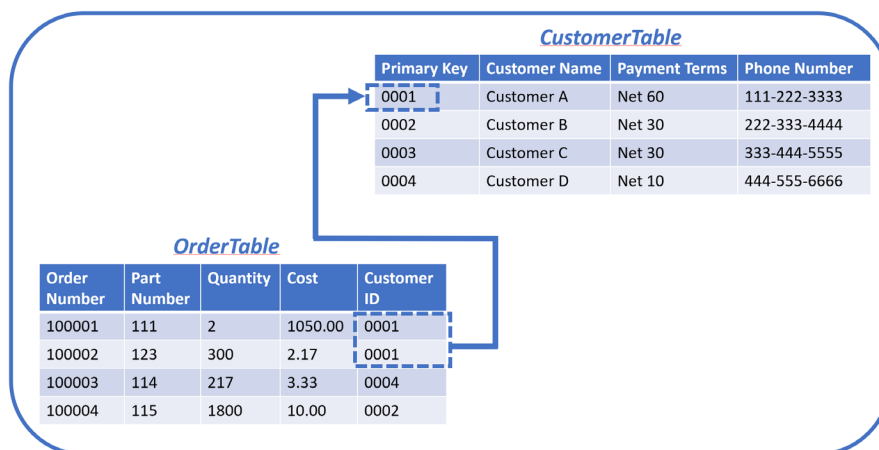 CustomerTable
Primary Key Customer Name Payment Terms Phone Number
0001 Customer A Net 60 111-222-3333
0002 Customer B Net 30 222-333-4444
0003 Customer C Net 30 333-444-5555
0004 Customer D Net 10 444-555-6666
OrderTable
Order Number Part Number Quantity Cost Customer ID
100001 111 2 1050.00 0001
100002 123 300 2.17 0001
100003 114 217 3.33 0004
100004 115 1800 10.00 0002